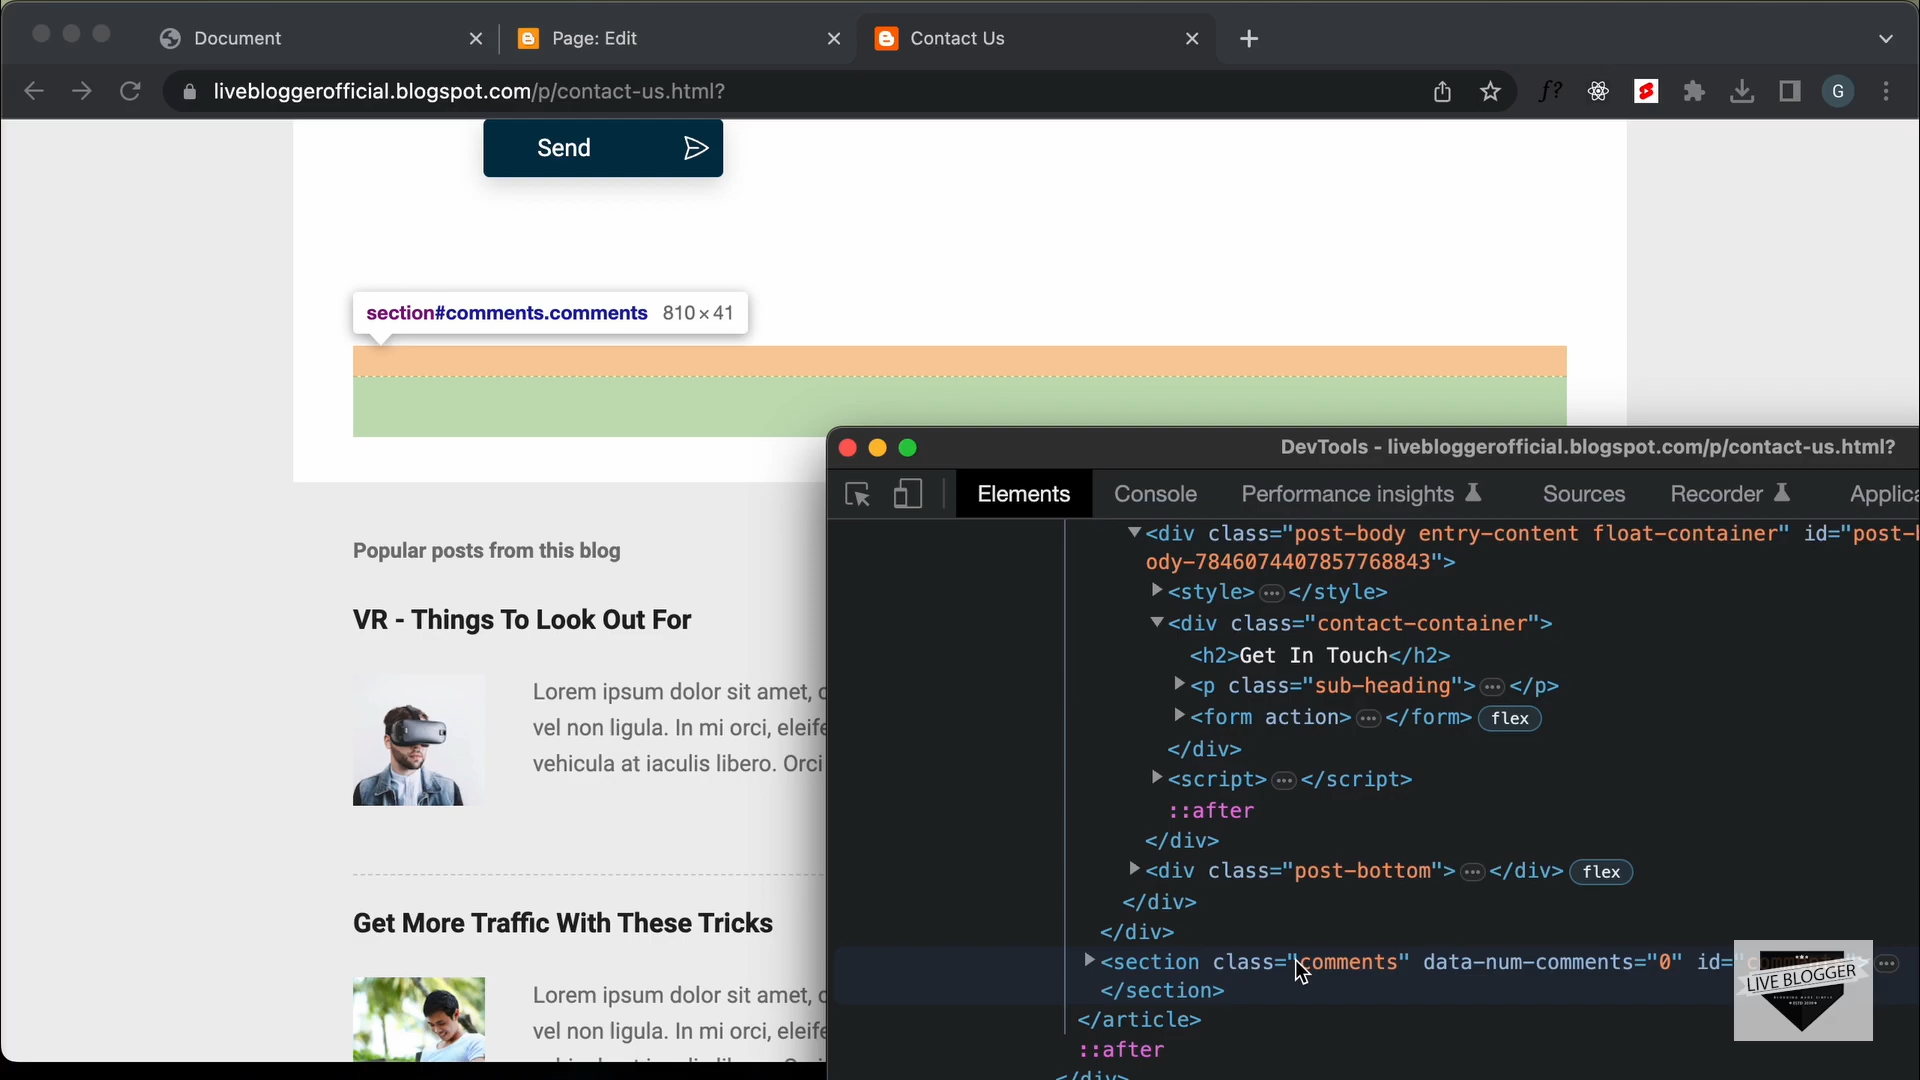 Document
Page: Edit
Contact Us
livebloggerofficial.blogspot.com/p/contact-us.html?
f?
G
Send
section#comments.comments 810 × 41
Popular posts from this blog
VR - Things To Look Out For
Lorem ipsum dolor sit amet,
vel non ligula. In mi orci, eleife
vehicula at iaculis libero. Orci
Get More Traffic With These Tricks
Lorem ipsum dolor sit amet,
vel non ligula. In mi orci, eleife
DevTools - livebloggerofficial.blogspot.com/p/contact-us.html?
Elements Console Performance insights Sources Recorder Applica
<div class="post-body entry-content float-container" id="post-b
ody-7846074407857768843">
<style> ••• </style>
<div class="contact-container">
<h2>Get In Touch</h2>
<p class="sub-heading"> ••• </p>
<form action> ••• </form> flex
</div>
<script> ••• </script>
::after
</div>
<div class="post-bottom"> ••• </div> flex
</div>
</div>
<section class="comments" data-num-comments="0" id= •••
</section>
</article>
::after
</div>
LIVE BLOGGER